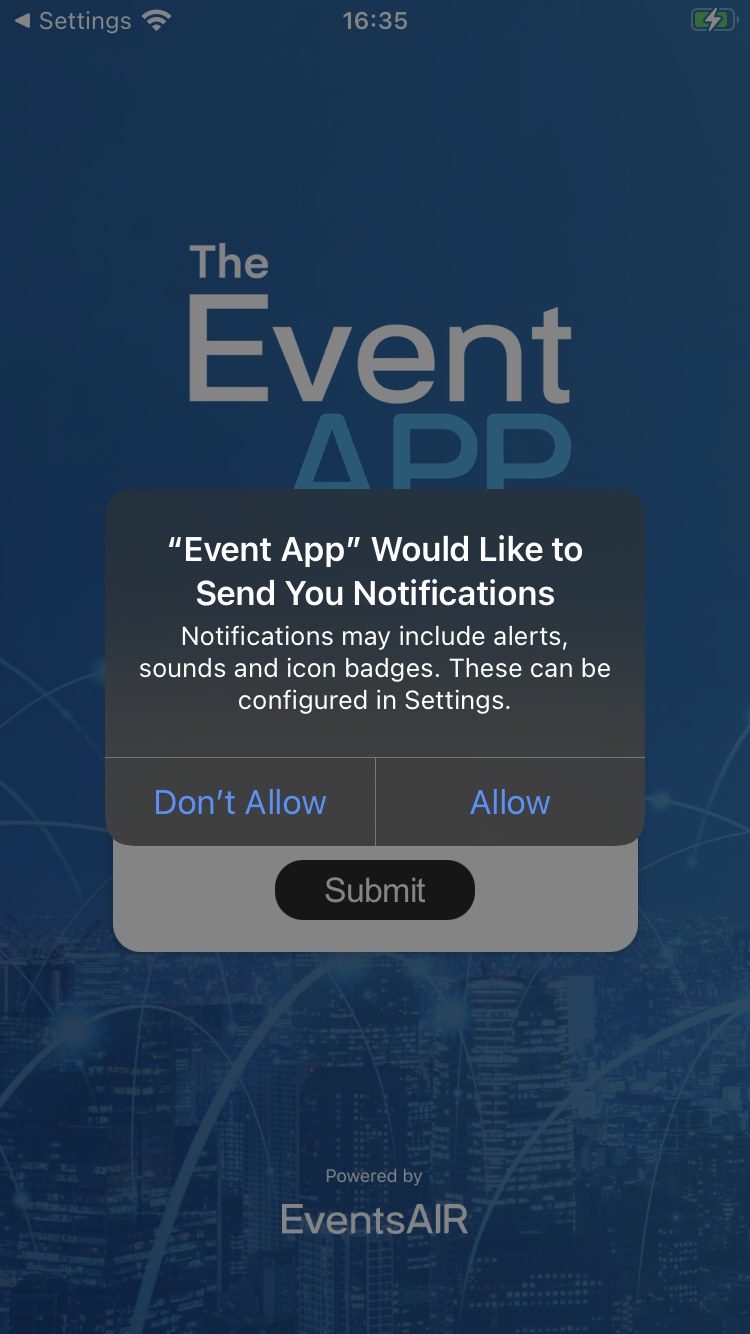 Settings
16:35
The
Event
APP
“Event App” Would Like to
Send You Notifications
Notifications may include alerts,
sounds and icon badges. These can be
configured in Settings.
Don’t Allow
Allow
Submit
Powered by
EventsAIR